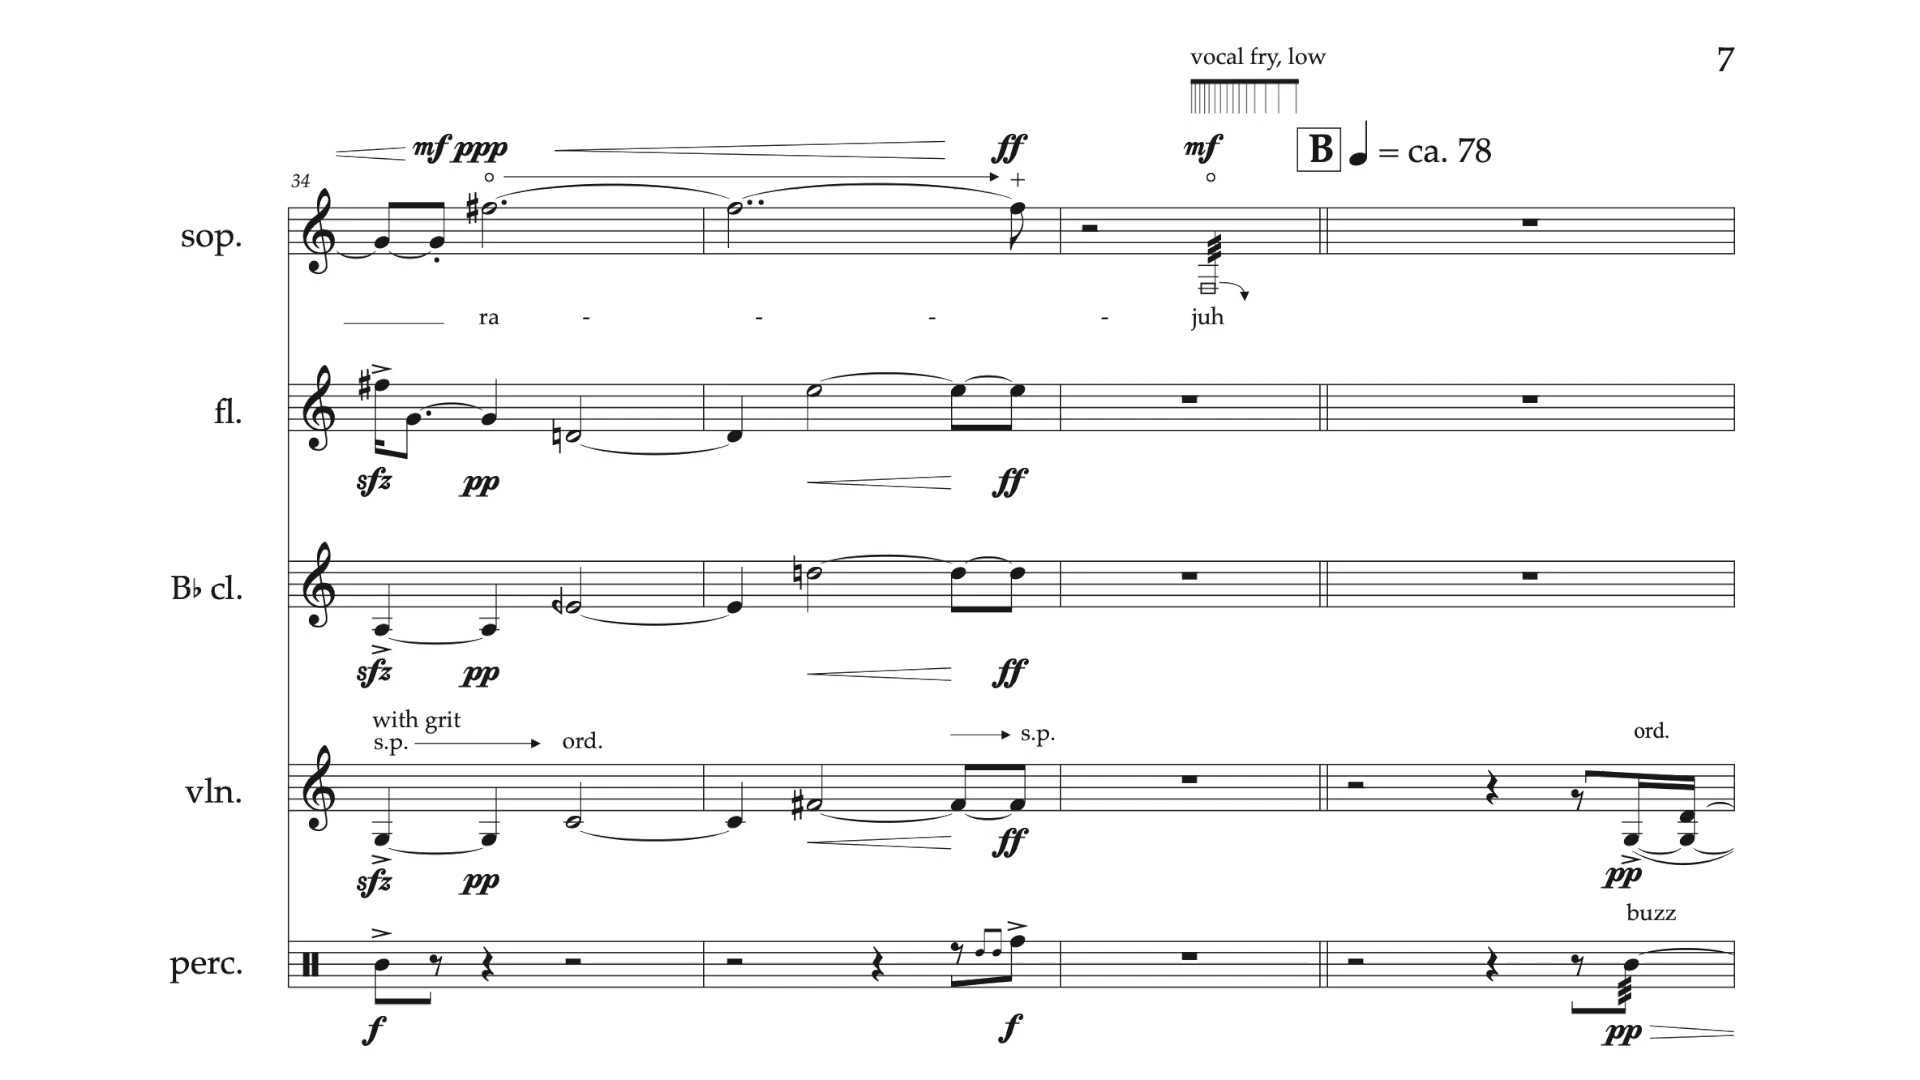 vocal fry, low
7
mf ppp ff mf B = ca. 78
34
sop.
ra - - - - juh
fl.
sfz pp ff
B♭ cl.
sfz pp ff
with grit
s.p. ord. s.p. ord.
vln.
ff
sfz pp pp
buzz
perc.
f f pp